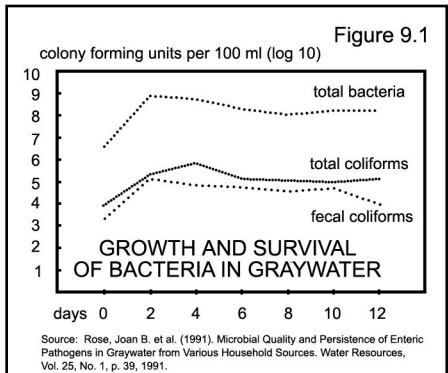 Figure 9.1
colony forming units per 100 ml (log 10)
10
9
8
7
6
5
4
3
2
1
total bacteria
total coliforms
fecal coliforms
GROWTH AND SURVIVAL
OF BACTERIA IN GRAYWATER
days 0 2 4 6 8 10 12
Source: Rose, Joan B. et al. (1991). Microbial Quality and Persistence of Enteric
Pathogens in Graywater from Various Household Sources. Water Resources,
Vol. 25, No. 1, p. 39, 1991.